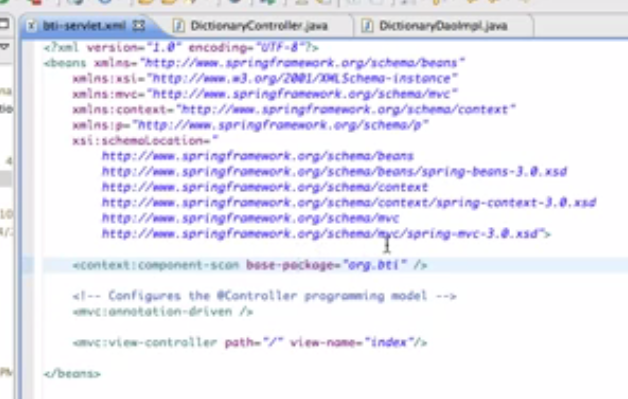 bti-servlet.xml DictionaryController.java DictionaryDaoImpl.java
<?xml version="1.0" encoding="UTF-8"?>
<beans xmlns="http://www.springframework.org/schema/beans"
xmlns:xsi="http://www.w3.org/2001/XMLSchema-instance"
xmlns:mvc="http://www.springframework.org/schema/mvc"
xmlns:context="http://www.springframework.org/schema/context"
xmlns:p="http://www.springframework.org/schema/p"
xsi:schemaLocation="
http://www.springframework.org/schema/beans
http://www.springframework.org/schema/beans/spring-beans-3.0.xsd
http://www.springframework.org/schema/context
http://www.springframework.org/schema/context/spring-context-3.0.xsd
http://www.springframework.org/schema/mvc
http://www.springframework.org/schema/mvc/spring-mvc-3.0.xsd">
<context:component-scan base-package="org.bti" />
<!-- Configures the @Controller programming model -->
<mvc:annotation-driven />
<mvc:view-controller path="/" view-name="index"/>
</beans>